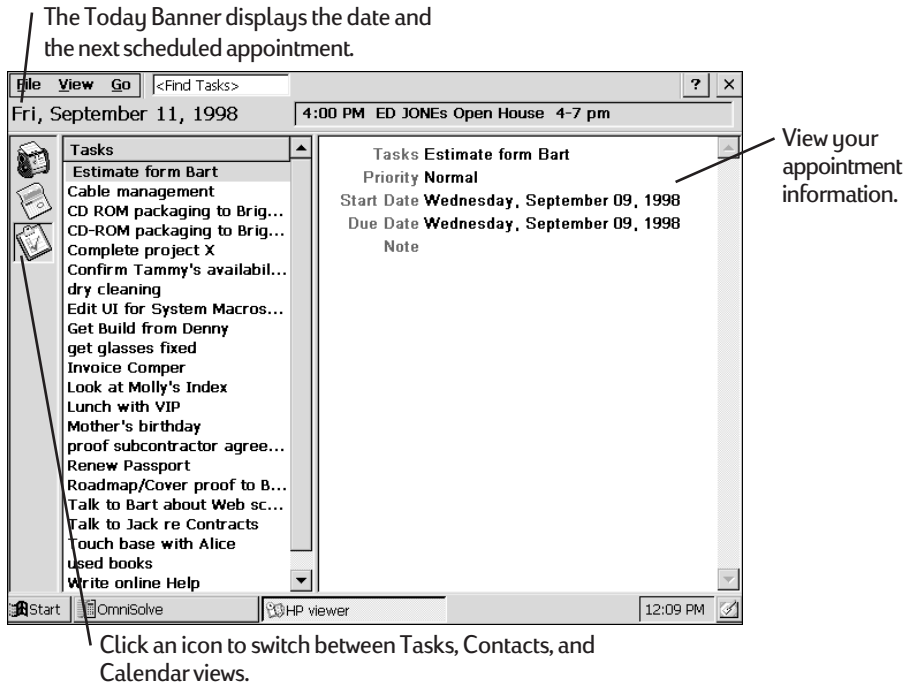 The Today Banner displays the date and
the next scheduled appointment.
File View Go <Find Tasks> ? ×
Fri, September 11, 1998
4:00 PM ED JONEs Open House 4-7 pm
Tasks
Estimate form Bart
Cable management
CD ROM packaging to Brig...
CD-ROM packaging to Brig...
Complete project X
Confirm Tammy's availabil...
dry cleaning
Edit UI for System Macros...
Get Build from Denny
get glasses fixed
Invoice Comper
Look at Molly's Index
Lunch with VIP
Mother's birthday
proof subcontractor agree...
Renew Passport
Roadmap/Cover proof to B...
Talk to Bart about Web sc...
Talk to Jack re Contracts
Touch base with Alice
used books
Write online Help
Tasks Estimate form Bart
Priority Normal
Start Date Wednesday, September 09, 1998
Due Date Wednesday, September 09, 1998
Note
View your
appointment
information.
Start OmniSolve HP viewer 12:09 PM
Click an icon to switch between Tasks, Contacts, and
Calendar views.